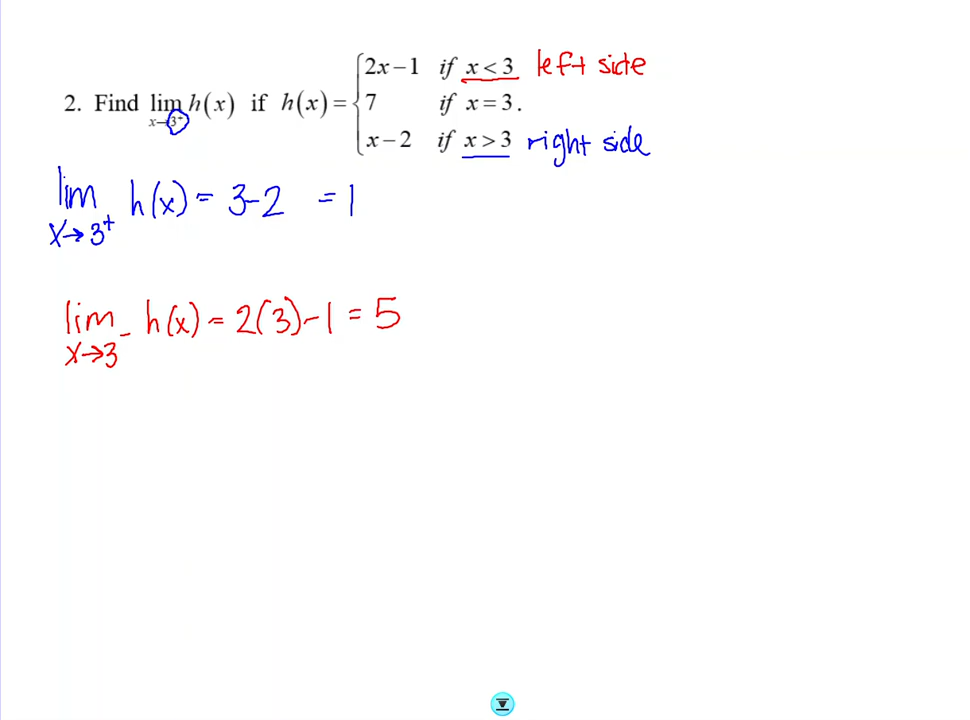 2x − 1 if x < 3 left side
2. Find lim x→3⁺ h(x) if h(x) = { 7 if x = 3 .
x − 2 if x > 3 right side
lim x→3⁺ h(x) = 3-2 = 1
lim x→3⁻ h(x) = 2(3)-1 = 5